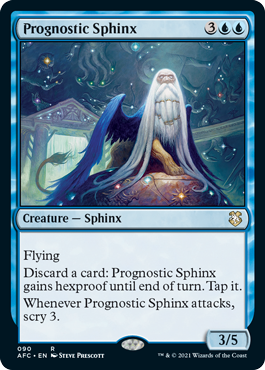 Prognostic Sphinx 3
Creature — Sphinx
Flying
Discard a card: Prognostic Sphinx
gains hexproof until end of turn. Tap it.
Whenever Prognostic Sphinx attacks,
scry 3.
3/5
090 R
AFC • EN STEVE PRESCOTT
™ & © 2021 Wizards of the Coast